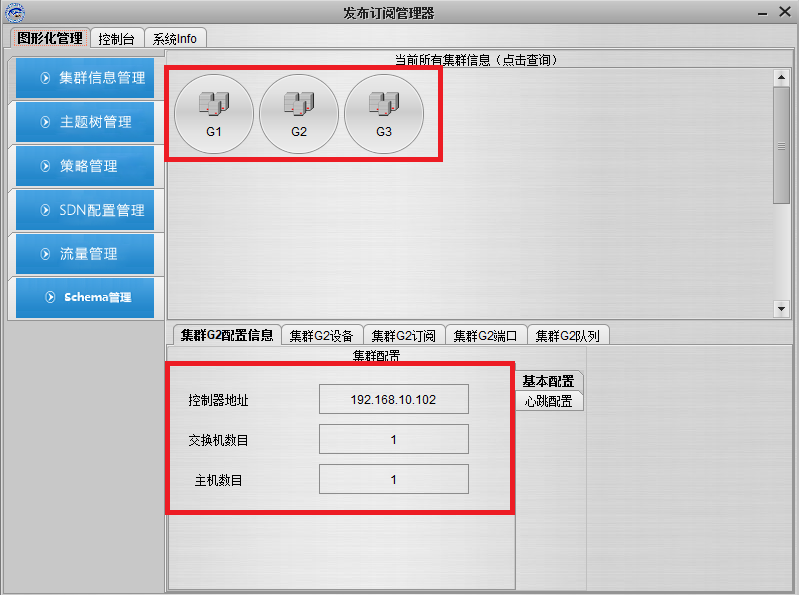 发布订阅管理器
图形化管理 控制台 系统Info
集群信息管理
主题树管理
策略管理
SDN配置管理
流量管理
Schema管理
当前所有集群信息（点击查询）
G1 G2 G3
集群G2配置信息 集群G2设备 集群G2订阅 集群G2端口 集群G2队列
集群配置
控制器地址 192.168.10.102
交换机数目 1
主机数目 1
基本配置
心跳配置